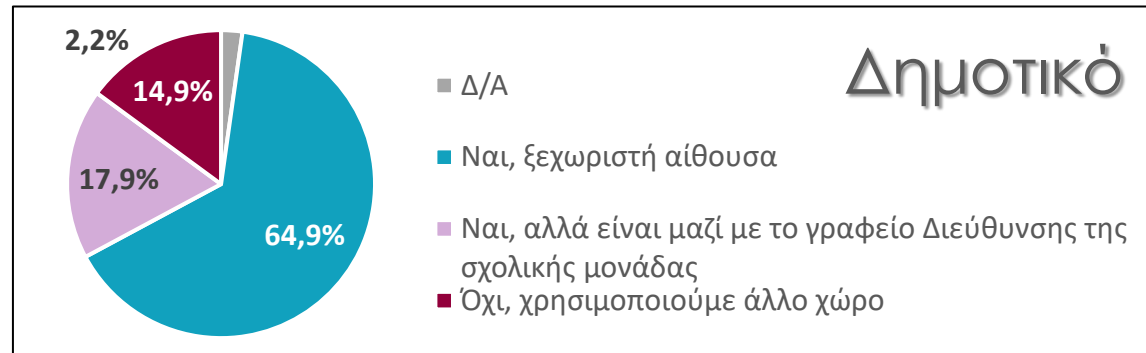 Δημοτικό
2,2%
14,9%
17,9%
64,9%
Δ/Α
Ναι, ξεχωριστή αίθουσα
Ναι, αλλά είναι μαζί με το γραφείο Διεύθυνσης της
σχολικής μονάδας
Όχι, χρησιμοποιούμε άλλο χώρο